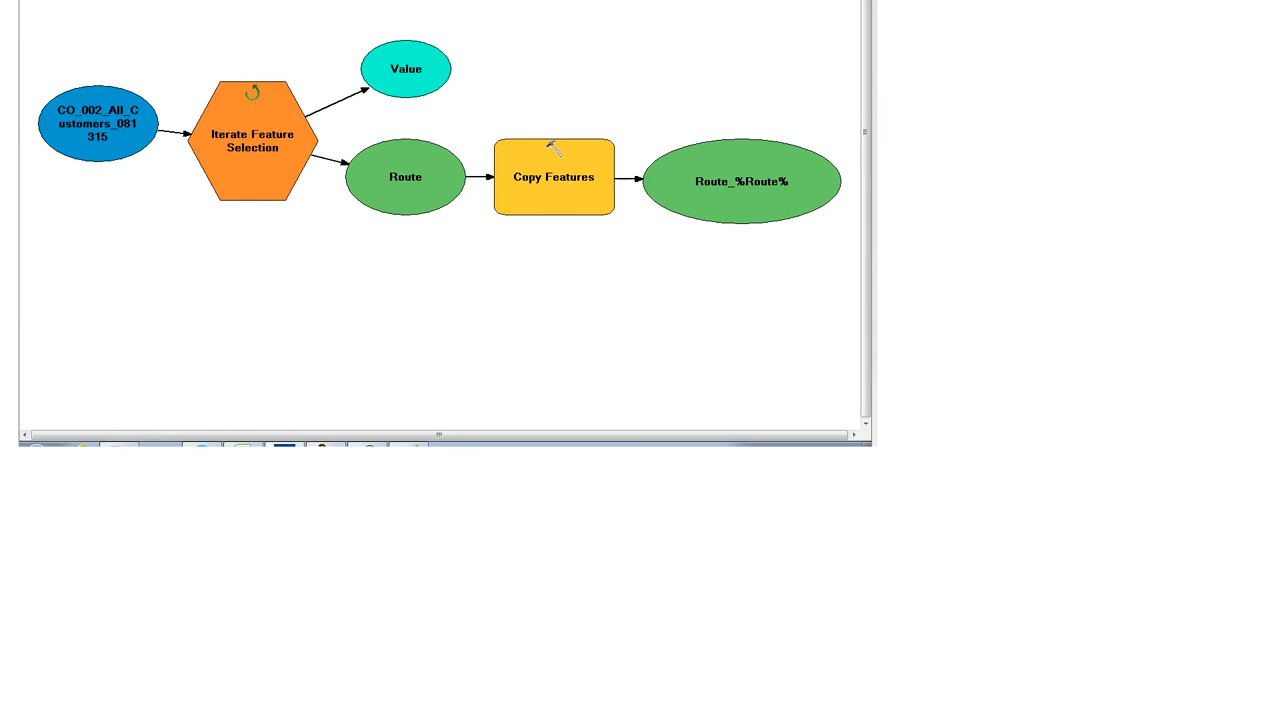 Value
CO_002_All_C
ustomers_081
315
Iterate Feature
Selection
Route
Copy Features
Route_%Route%